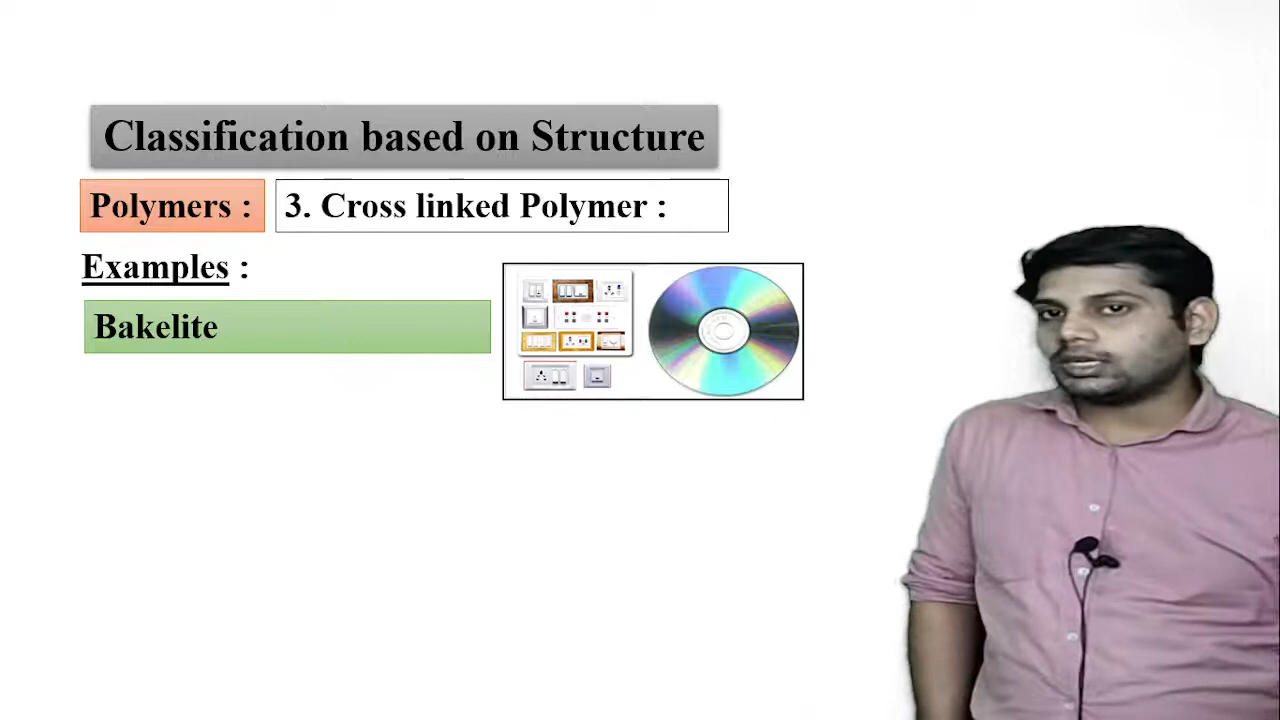 Classification based on Structure
Polymers :
3. Cross linked Polymer :
Examples :
Bakelite